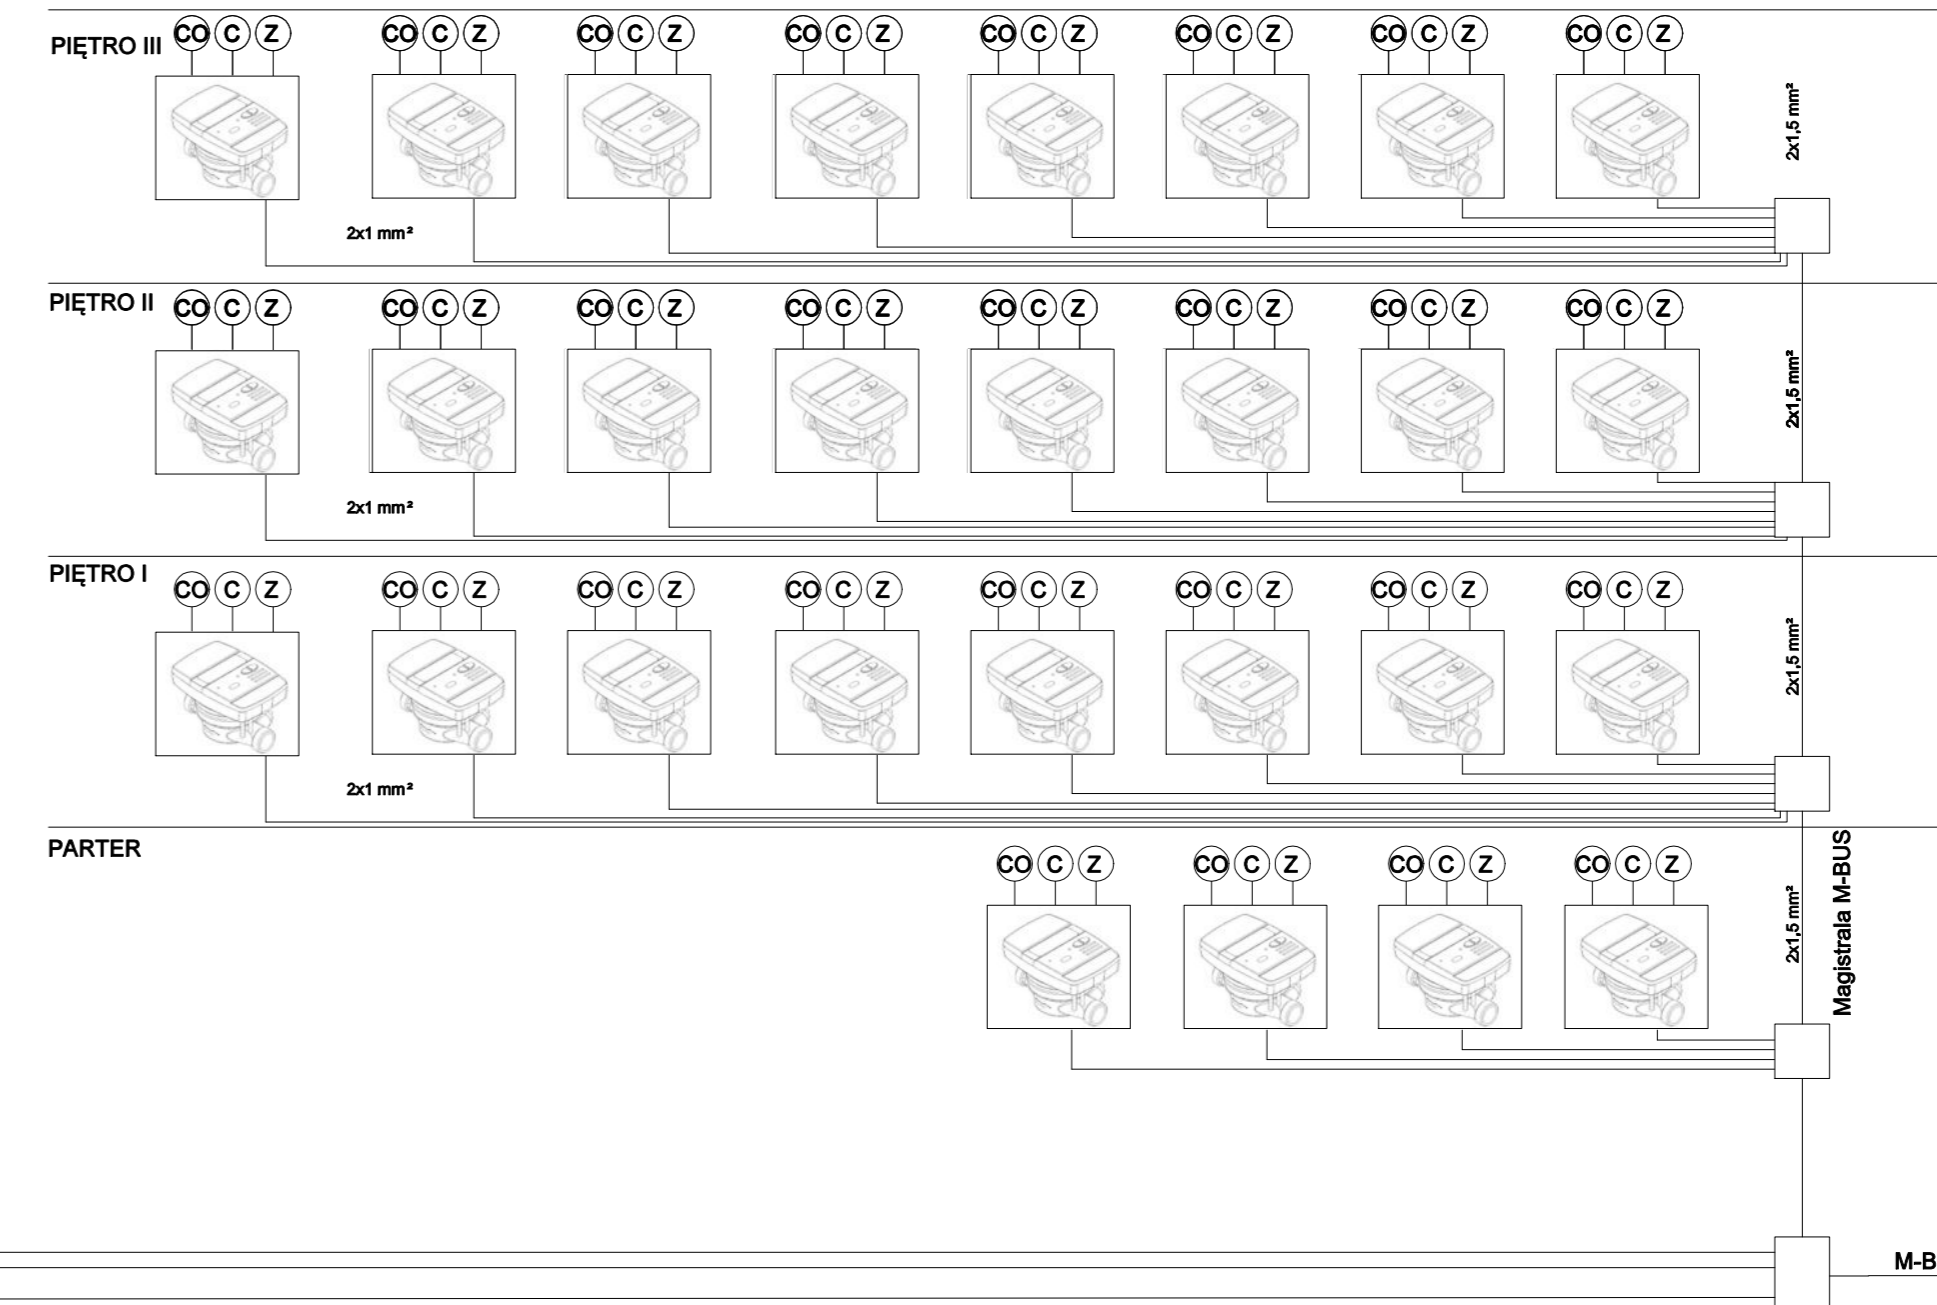 PIĘTRO III CO C Z CO C Z CO C Z CO C Z CO C Z CO C Z CO C Z CO C Z
2x1,5 mm²
2x1 mm²
PIĘTRO II CO C Z CO C Z CO C Z CO C Z CO C Z CO C Z CO C Z CO C Z
2x1,5 mm²
2x1 mm²
PIĘTRO I CO C Z CO C Z CO C Z CO C Z CO C Z CO C Z CO C Z CO C Z
2x1,5 mm²
2x1 mm²
PARTER
CO C Z CO C Z CO C Z CO C Z
2x1,5 mm²
Magistrala M-BUS
M-B